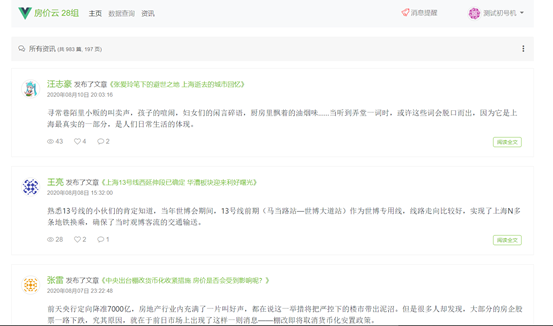 房价云 28组 主页 数据查询 资讯 消息提醒 测试初号机
所有资讯 (共 983 篇, 197 页)
汪志豪 发布了文章《张爱玲笔下的避世之地 上海逝去的城市回忆》
2020年08月10日 20:03:16
寻常巷陌里小贩的叫卖声，孩子的喧闹，妇女们的闲言碎语，厨房里飘着的油烟味......当听到弄堂一词时，或许这些词会脱口而出，因为它是上
海最真实的一部分，是人们日常生活的体现。
43 4 2 阅读全文
王亮 发布了文章《上海13号线西延伸段已确定 华漕板块迎来利好曙光》
2020年08月08日 15:32:00
熟悉13号线的小伙们的肯定知道，当年世博会期间，13号线前期（马当路站—世博大道站）作为世博专用线，线路走向比较好，实现了上海N多
条地铁换乘，确保了当时观博客流的交通输送。
28 2 1 阅读全文
张雷 发布了文章《中央出台棚改货币化收紧措施 房价是否会受到影响呢？》
2020年08月07日 23:22:48
前天央行定向降准7000亿，房地产行业内充满了一片叫好声，都在说这一举措将把严控下的楼市带出泥沼，但是很多人却发现，大部分的房企股
票一路下跌，究其原因，就在于前日市场上出现了这样一则消息——棚改即将取消货币化安置政策。